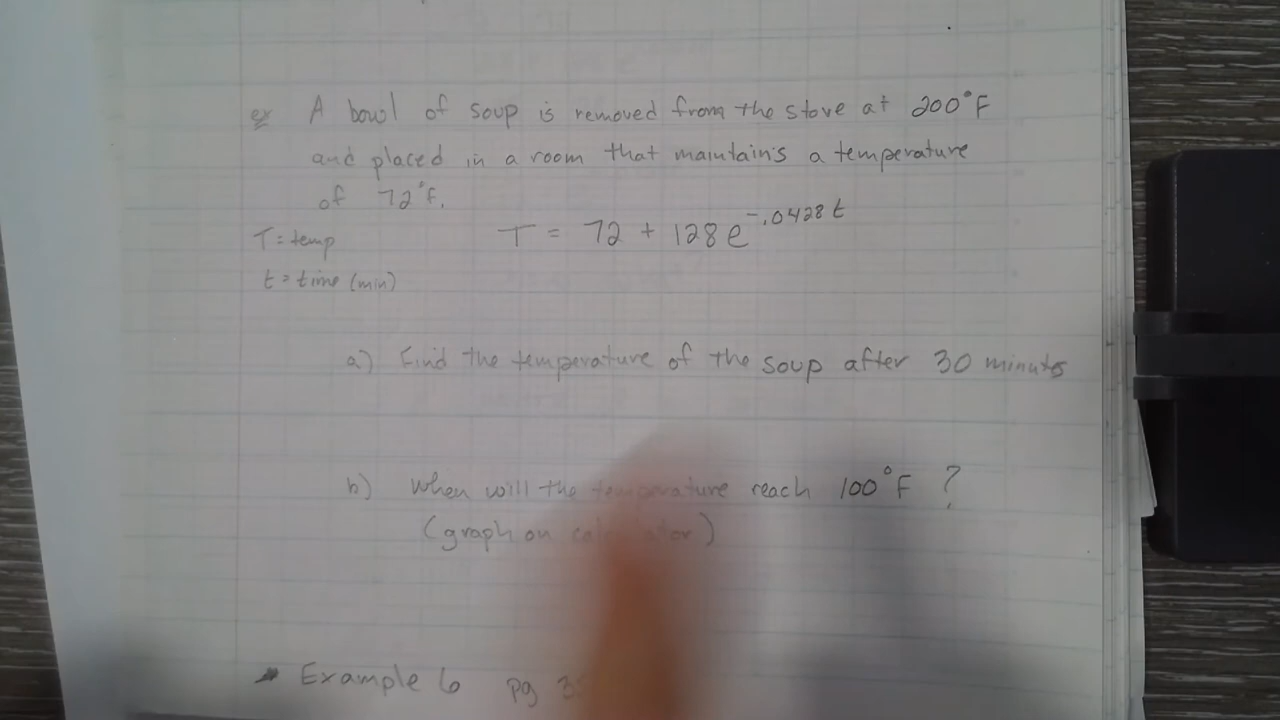 ex A bowl of soup is removed from the stove at 200°F
and placed in a room that maintains a temperature
of 72°F.
T = temp T = 72 + 128e^-.0428t
t = time (min)
a) Find the temperature of the soup after 30 minutes
b) When will the temperature reach 100°F ?
(graph on calculator)
Example 6 pg